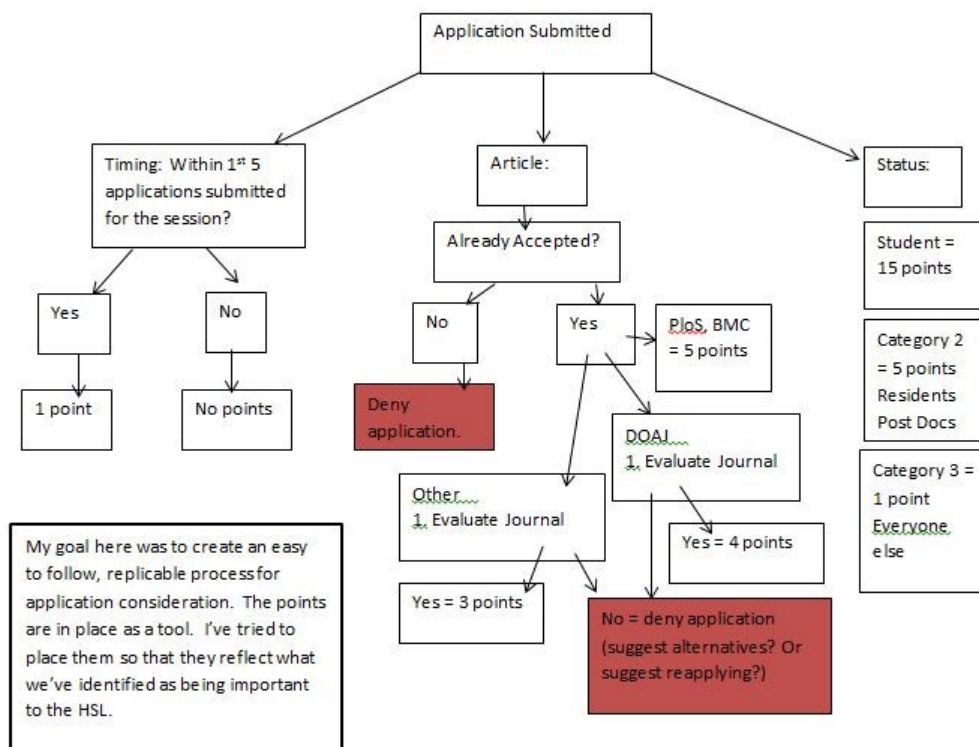 Application Submitted
Timing: Within 1st 5
applications submitted
for the session?
Yes
No
1 point
No points
Article:
Already Accepted?
No
Yes
PloS, BMC
= 5 points
Deny
application.
DOAJ
1. Evaluate Journal
Other
1. Evaluate Journal
Yes = 4 points
Yes = 3 points
No = deny application
(suggest alternatives? Or
suggest reapplying?)
Status:
Student =
15 points
Category 2
= 5 points
Residents
Post Docs
Category 3 =
1 point
Everyone
else
My goal here was to create an easy
to follow, replicable process for
application consideration. The points
are in place as a tool. I've tried to
place them so that they reflect what
we've identified as being important
to the HSL.